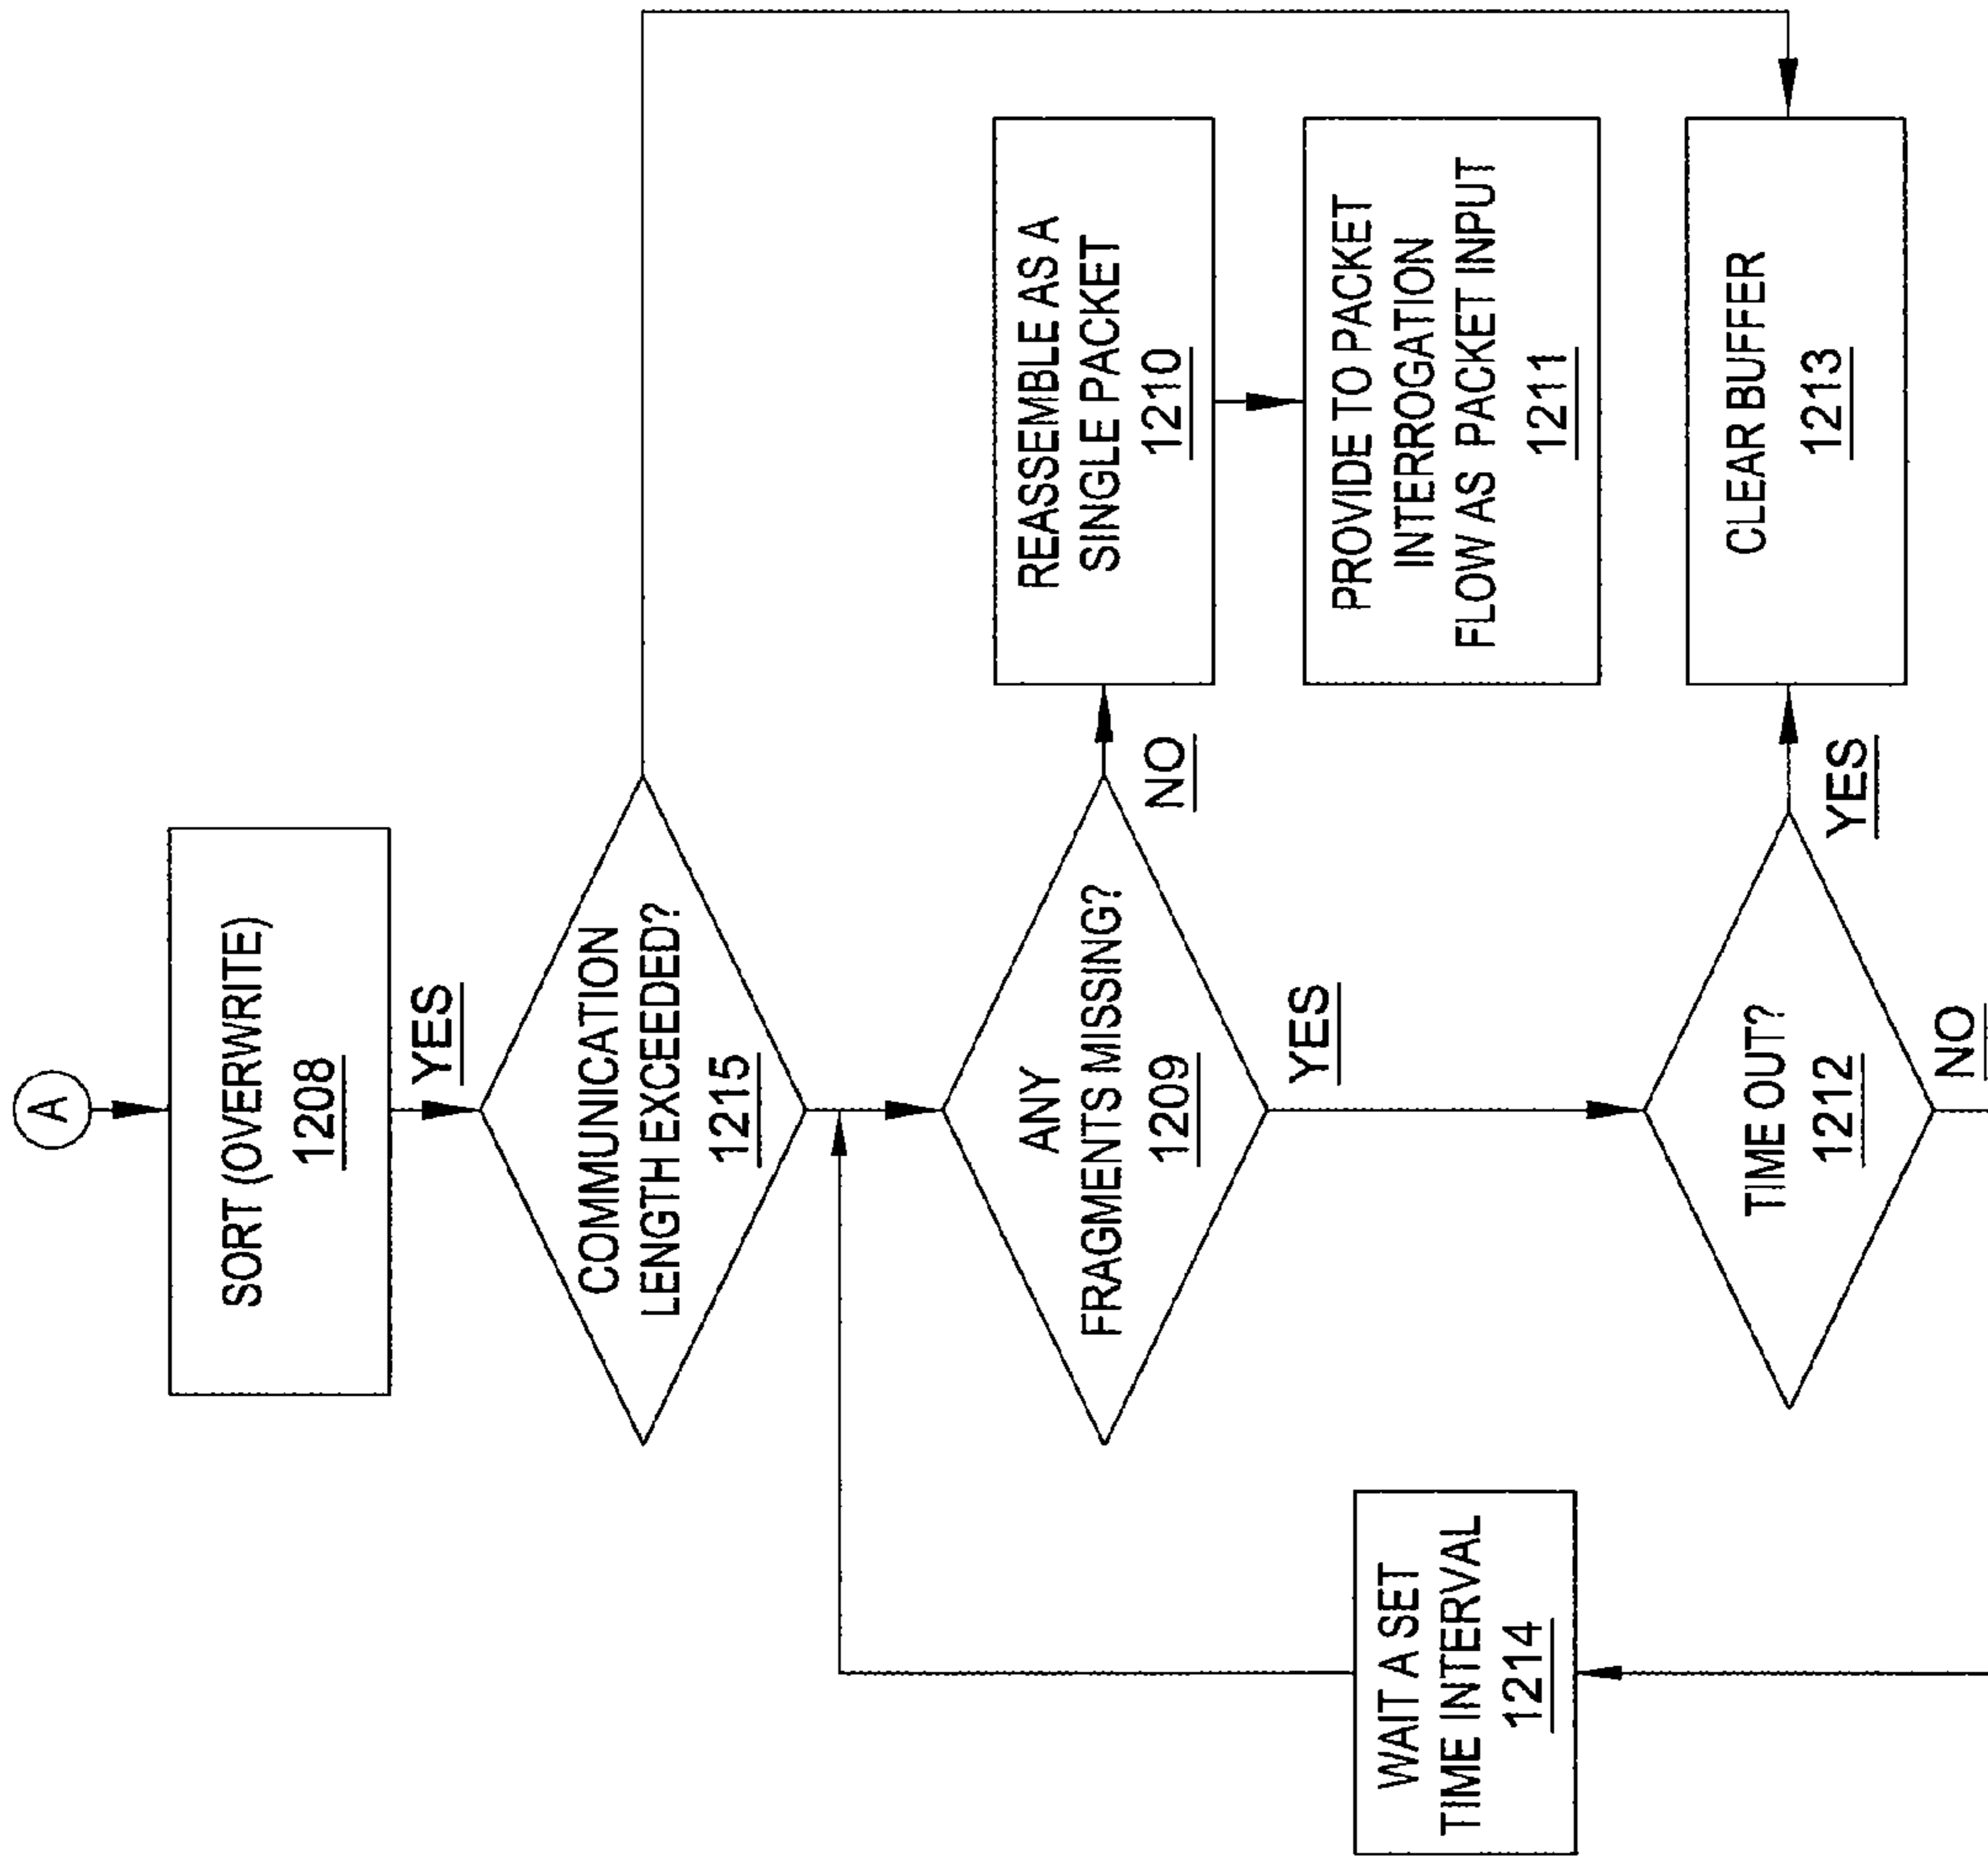 A
SORT (OVERWRITE)
1208
YES
COMMUNICATION
LENGTH EXCEEDED?
1215
ANY
FRAGMENTS MISSING?
1209
NO
REASSEMBLE AS A
SINGLE PACKET
1210
PROVIDE TO PACKET
INTERROGATION
FLOW AS PACKET INPUT
1211
YES
TIME OUT?
1212
YES
CLEAR BUFFER
1213
NO
WAIT A SET
TIME INTERVAL
1214